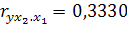 r_{yx_2.x_1} = 0,3330